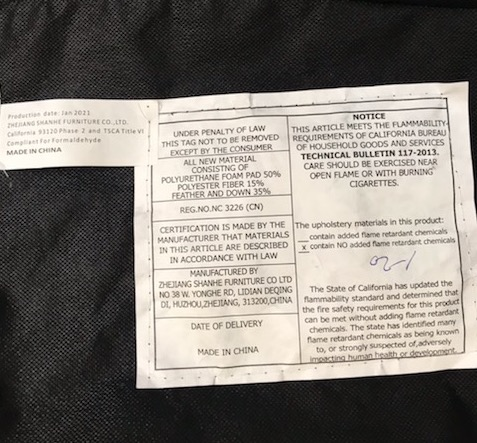 Production date: Jan 2021
ZHEJIANG SHANHE FURNITURE CO.,LTD.
California 93120 Phase 2 and TSCA Title VI
Compliant For Formaldehyde
MADE IN CHINA
UNDER PENALTY OF LAW
THIS TAG NOT TO BE REMOVED
EXCEPT BY THE CONSUMER
ALL NEW MATERIAL
CONSISTING OF
POLYURETHANE FOAM PAD 50%
POLYESTER FIBER 15%
FEATHER AND DOWN 35%
REG.NO.NC 3226 (CN)
CERTIFICATION IS MADE BY THE
MANUFACTURER THAT MATERIALS
IN THIS ARTICLE ARE DESCRIBED
IN ACCORDANCE WITH LAW
MANUFACTURED BY
ZHEJIANG SHANHE FURNITURE CO LTD
NO 38 W. YONGHE RD, LIDIAN DEQING
DI, HUZHOU,ZHEJIANG, 313200,CHINA
DATE OF DELIVERY
MADE IN CHINA
NOTICE
THIS ARTICLE MEETS THE FLAMMABILITY
REQUIREMENTS OF CALIFORNIA BUREAU
OF HOUSEHOLD GOODS AND SERVICES
TECHNICAL BULLETIN 117-2013.
CARE SHOULD BE EXERCISED NEAR
OPEN FLAME OR WITH BURNING
CIGARETTES.
The upholstery materials in this product:
contain added flame retardant chemicals
x contain NO added flame retardant chemicals
The State of California has updated the
flammability standard and determined that
the fire safety requirements for this product
can be met without adding flame retardant
chemicals. The state has identified many
flame retardant chemicals as being known
to, or strongly suspected of,adversely
impacting human health or development.